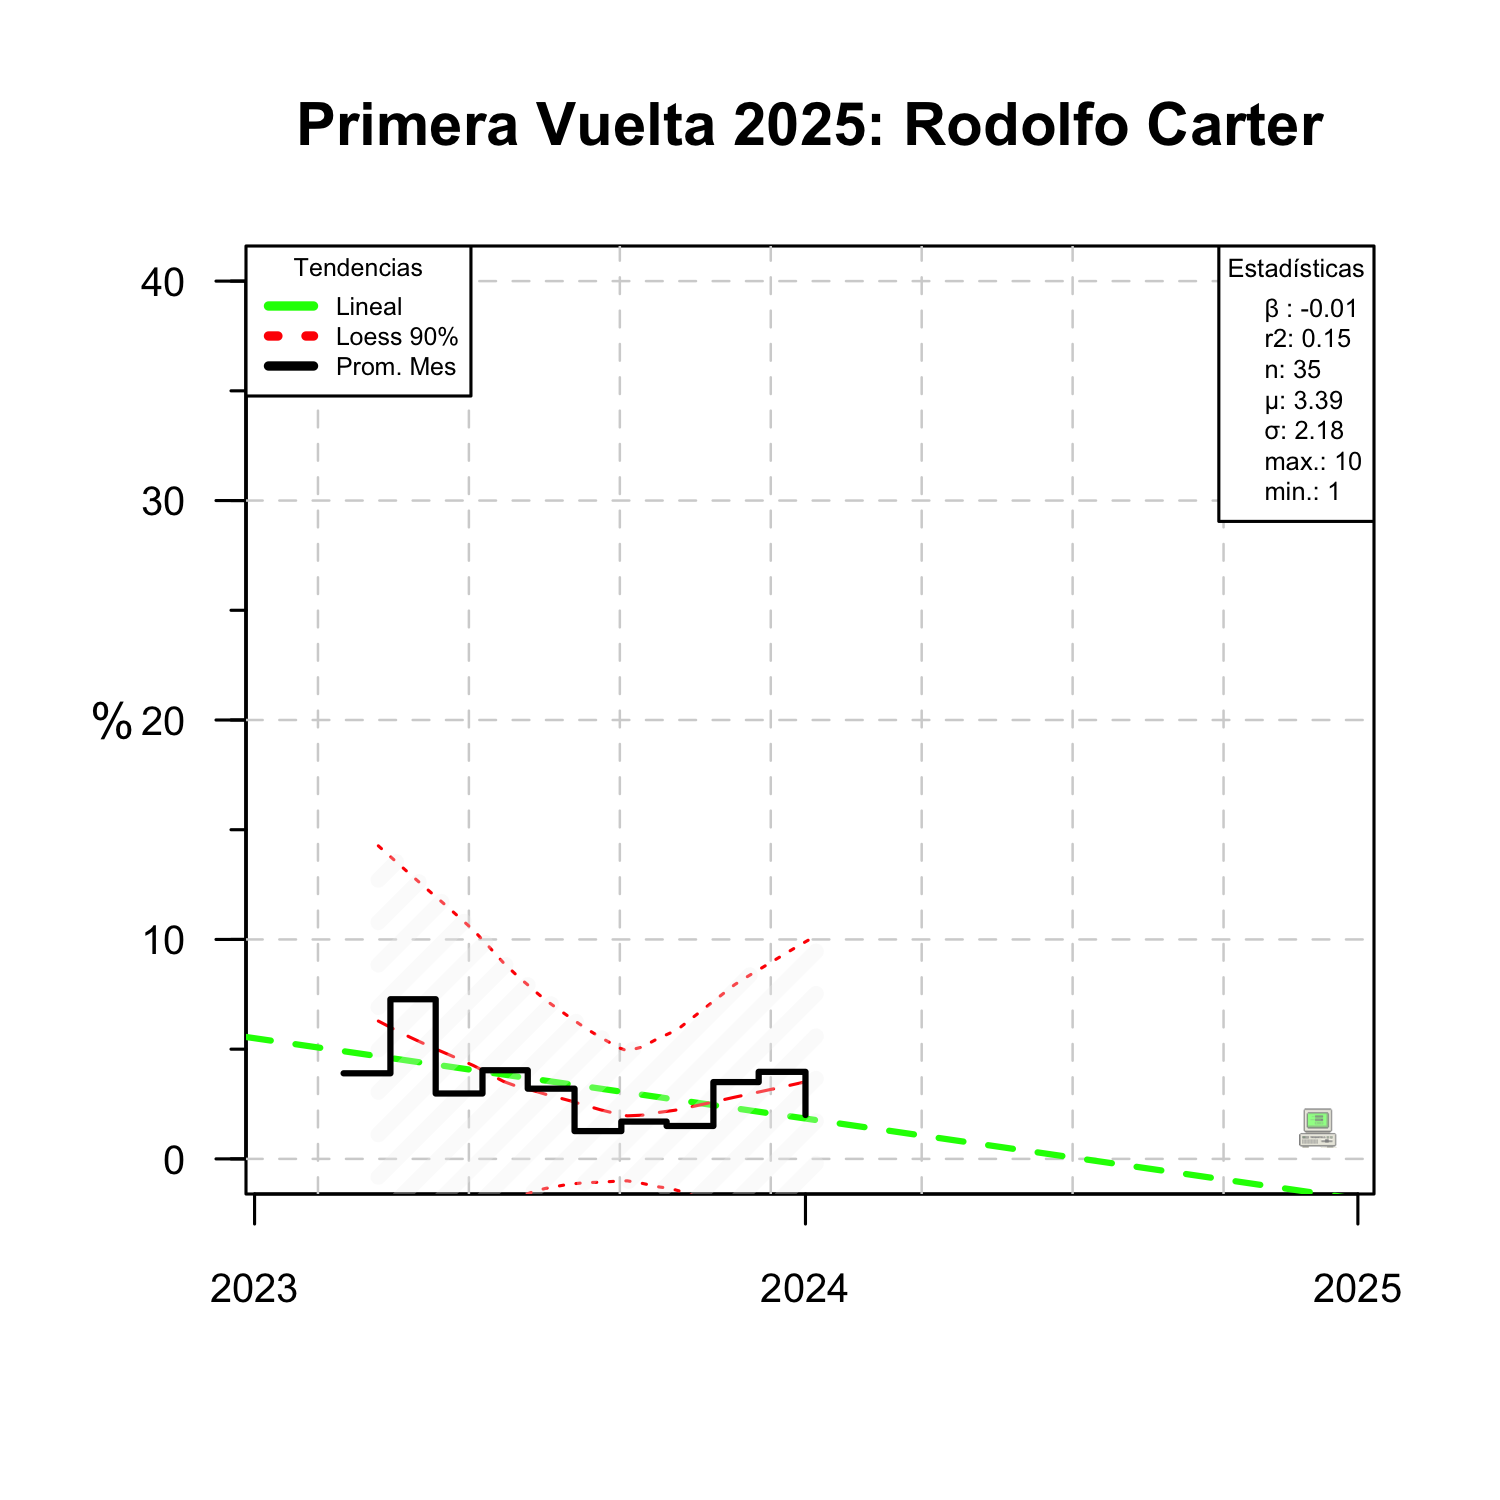 Primera Vuelta 2025: Rodolfo Carter
Tendencias
Lineal
Loess 90%
Prom. Mes
Estadísticas
β : -0.01
r2: 0.15
n: 35
μ: 3.39
σ: 2.18
max.: 10
min.: 1
%
40
30
20
10
0
2023
2024
2025